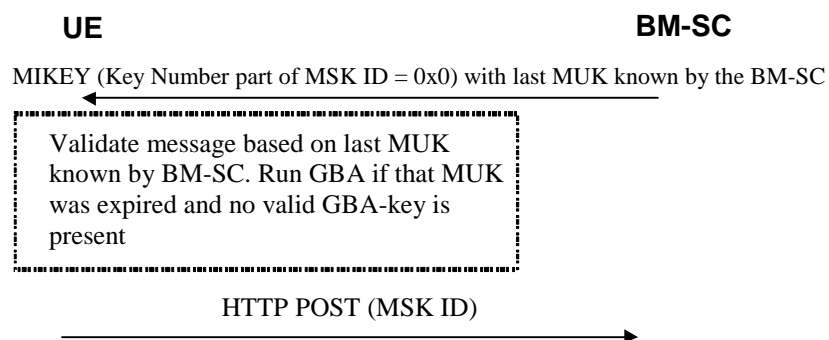 UE BM-SC
MIKEY (Key Number part of MSK ID = 0x0) with last MUK known by the BM-SC
Validate message based on last MUK
known by BM-SC. Run GBA if that MUK
was expired and no valid GBA-key is
present
HTTP POST (MSK ID)